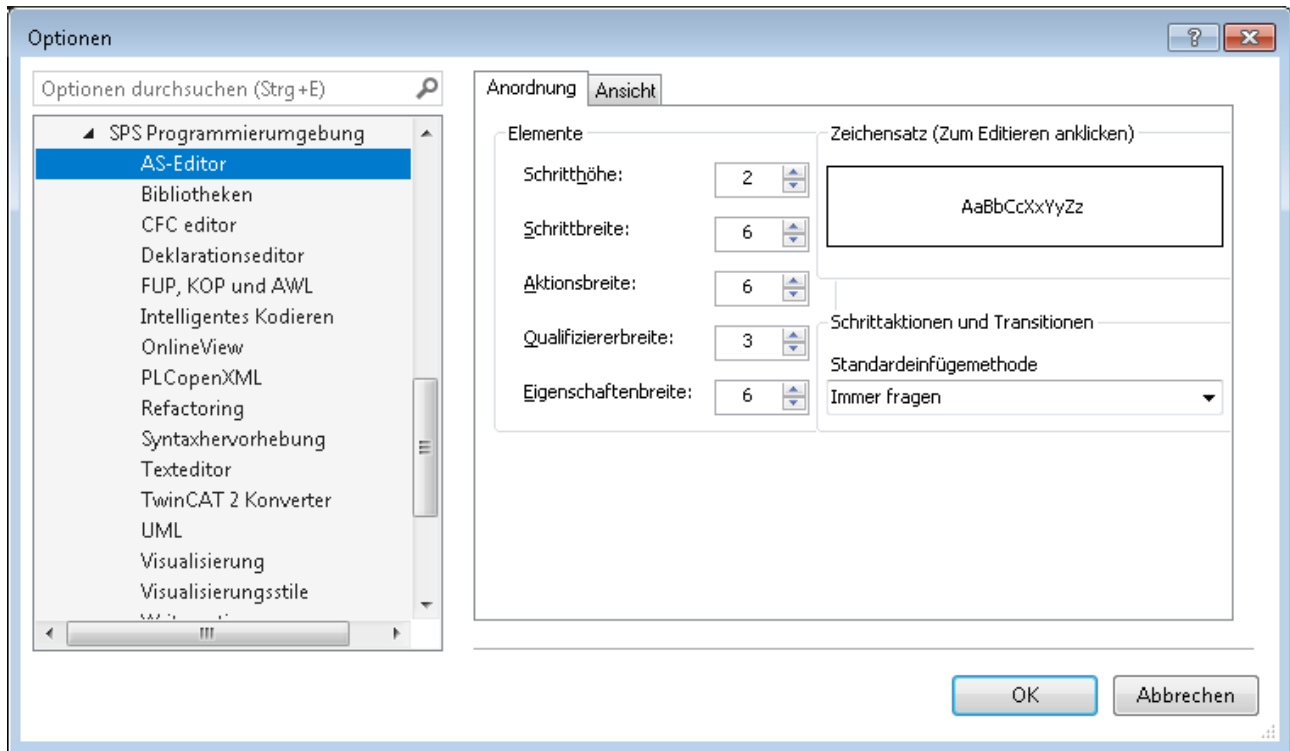 Optionen
Optionen durchsuchen (Strg+E)
SPS Programmierumgebung
AS-Editor
Bibliotheken
CFC editor
Deklarationseditor
FUP, KOP und AWL
Intelligentes Kodieren
OnlineView
PLCopenXML
Refactoring
Syntaxhervorhebung
Texteditor
TwinCAT 2 Konverter
UML
Visualisierung
Visualisierungsstile
Anordnung
Ansicht
Elemente
Schritthöhe: 2
Schrittbreite: 6
Aktionsbreite: 6
Qualifiziererbreite: 3
Eigenschaftenbreite: 6
Zeichensatz (Zum Editieren anklicken)
AaBbCcXxYyZz
Schrittaktionen und Transitionen
Standardeinfügemethode
Immer fragen
OK
Abbrechen